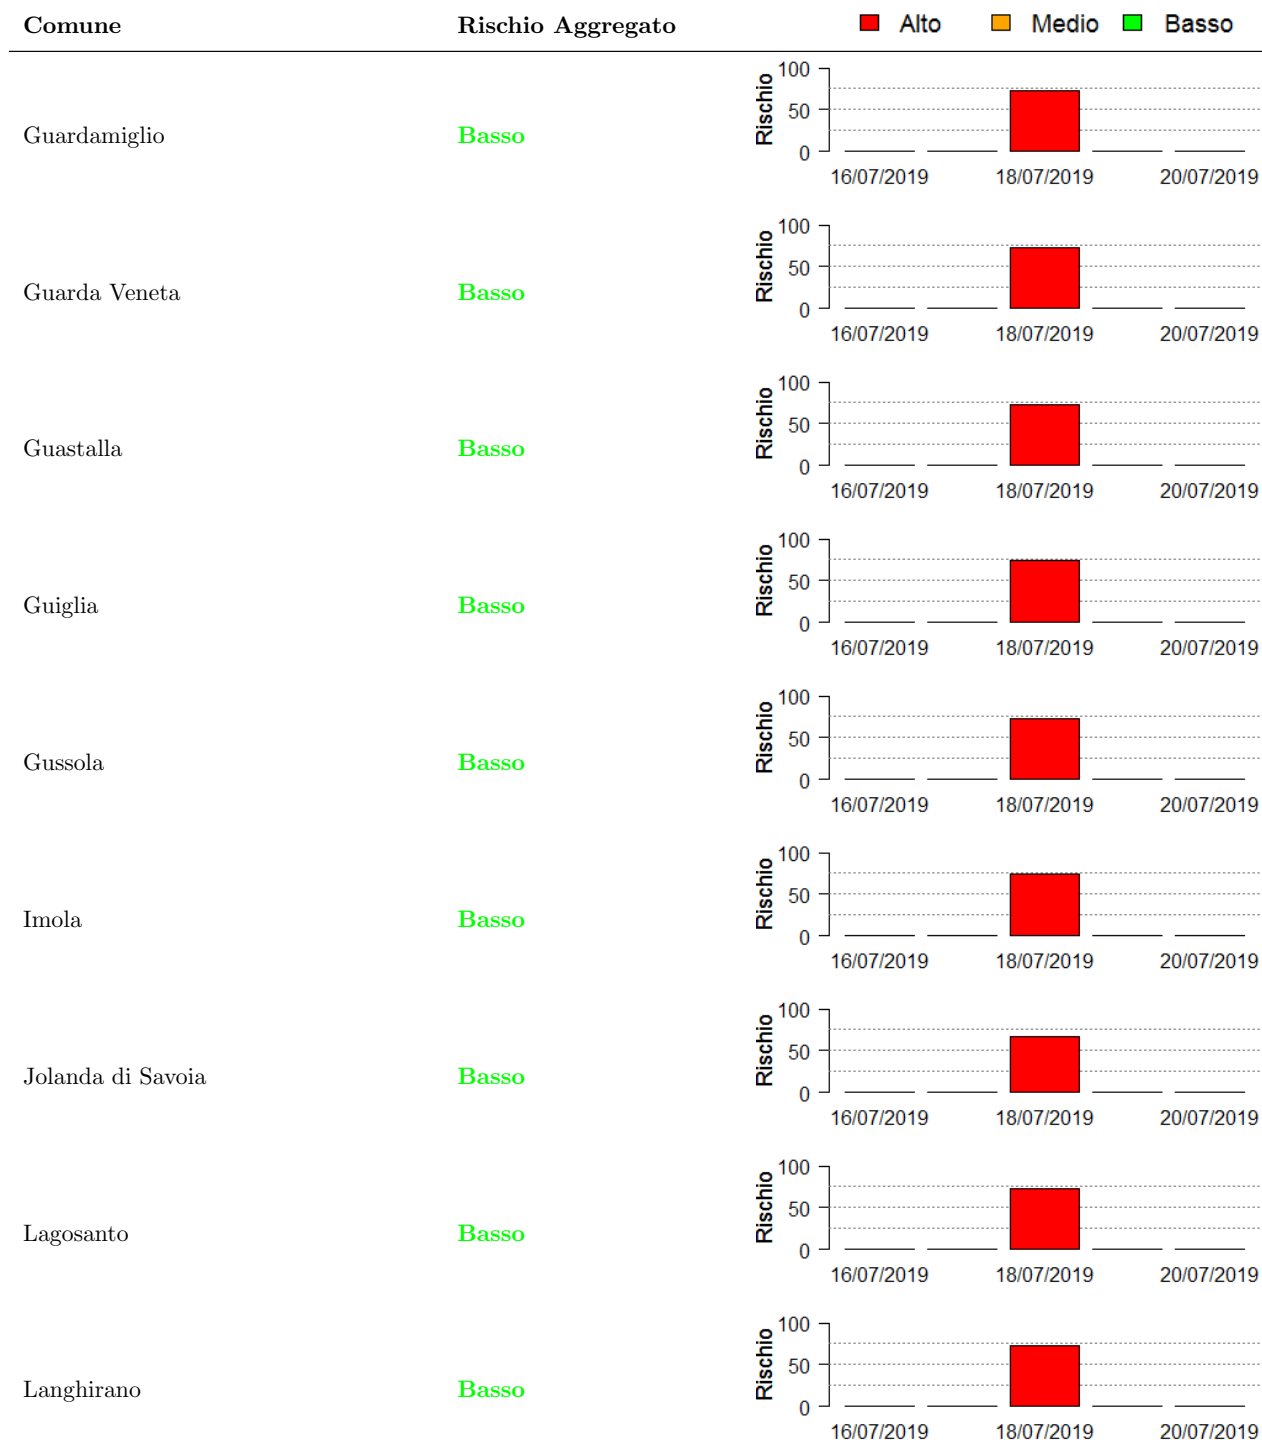 Comune Rischio Aggregato Alto Medio Basso
100
50
0
Rischio
Guardamiglio Basso
16/07/2019 18/07/2019 20/07/2019
100
50
0
Rischio
Guarda Veneta Basso
16/07/2019 18/07/2019 20/07/2019
100
50
0
Rischio
Guastalla Basso
16/07/2019 18/07/2019 20/07/2019
100
50
0
Rischio
Guiglia Basso
16/07/2019 18/07/2019 20/07/2019
100
50
0
Rischio
Gussola Basso
16/07/2019 18/07/2019 20/07/2019
100
50
0
Rischio
Imola Basso
16/07/2019 18/07/2019 20/07/2019
100
50
0
Rischio
Jolanda di Savoia Basso
16/07/2019 18/07/2019 20/07/2019
100
50
0
Rischio
Lagosanto Basso
16/07/2019 18/07/2019 20/07/2019
100
50
0
Rischio
Langhirano Basso
16/07/2019 18/07/2019 20/07/2019